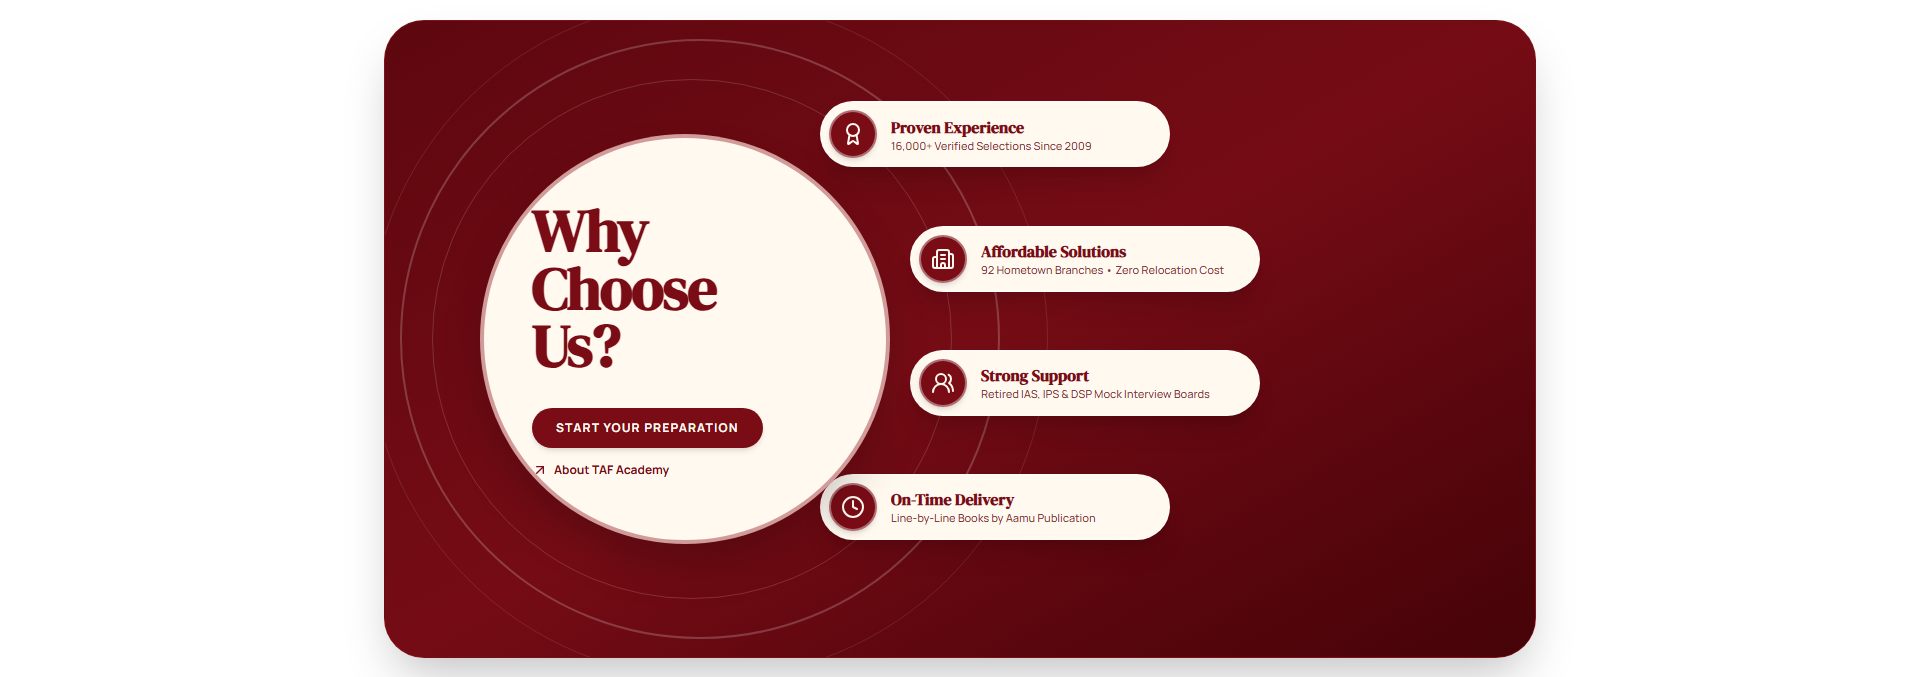 Why
Choose
Us?
START YOUR PREPARATION
About TAF Academy
Proven Experience
16,000+ Verified Selections Since 2009
Affordable Solutions
92 Hometown Branches • Zero Relocation Cost
Strong Support
Retired IAS, IPS & DSP Mock Interview Boards
On-Time Delivery
Line-by-Line Books by Aamu Publication